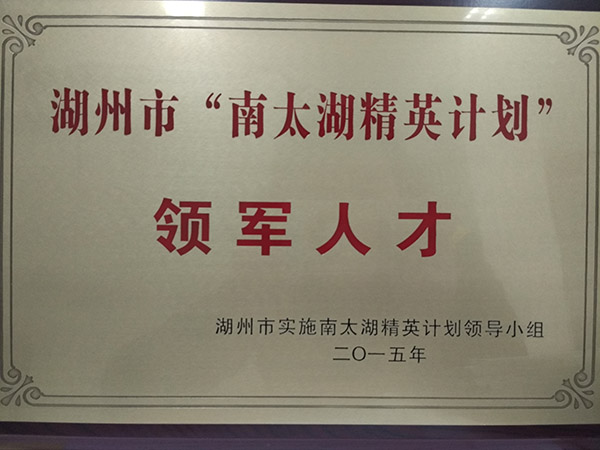 湖州市“南太湖精英计划”
领军人才
湖州市实施南太湖精英计划领导小组
二〇一五年